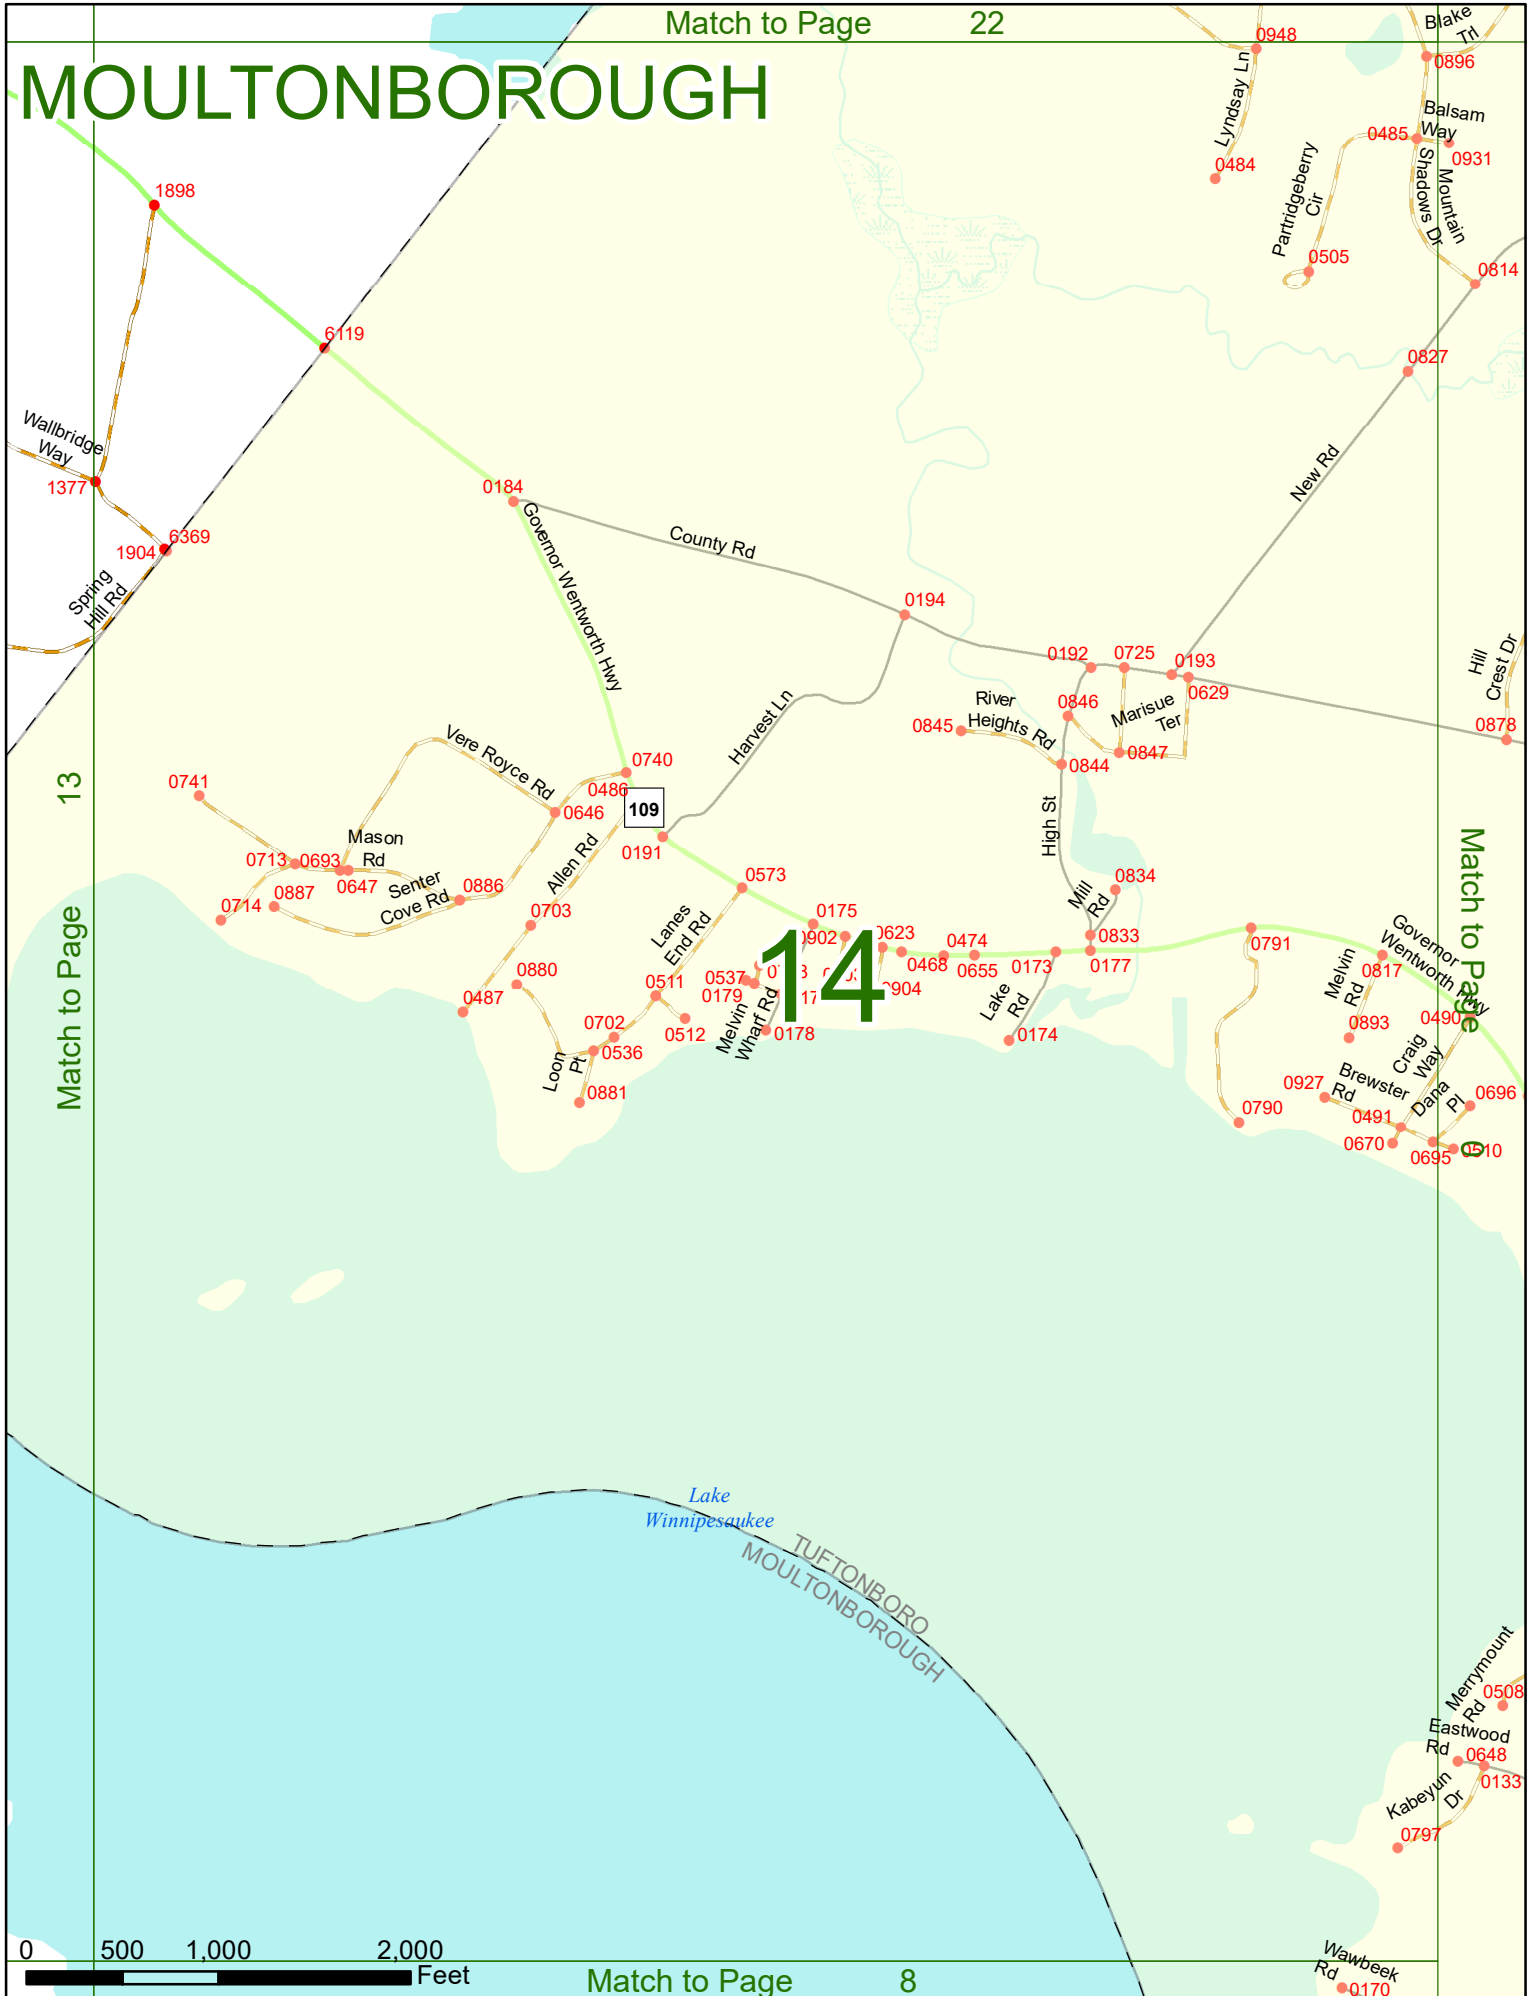 Match to Page 22
MOULTONBOROUGH
Blake
Trl
0948
0896
Lyndsay Ln
Balsam
Way
0485
0931
0484
Partridgeberry
Cir
Mountain
Shadows Dr
0505
0814
1898
6119
0827
Wallbridge
Way
1377
0184
New Rd
6369
1904
Governor Wentworth Hwy
County Rd
Spring
Hill Rd
0194
0192
0725
0193
0629
Hill
Crest Dr
0846
River
Heights Rd
Marisue
Ter
0845
0878
Harvest Ln
0847
0844
Vere Royce Rd
0740
0741
13
0486
0646
109
High St
Mason
Rd
0191
Allen Rd
0713
0693
0647
Senter
Cove Rd
0886
0573
0887
0714
Mill
Rd
0834
Match to Page
Lanes
End Rd
0175
0902
0623
0703
0468
0474
0655
0173
0833
0177
0791
Governor
Wentworth Hwy
Melvin
Rd
0817
Match to Page
14
0880
0537
0179
0904
0511
0487
0512
Melvin
Wharf Rd
0178
Lake
Rd
0174
0490
0893
0702
0536
Craig
Way
Loon
Pt
0881
0927
Brewster
Rd
Dana
Pl
0696
0790
0491
0670
0695
0510
0
Lake
Winnipesaukee
TUFTONBORO
MOULTONBOROUGH
Merrymount
Rd
0508
Eastwood
Rd
0648
0133
Kabeyun
Dr
0797
0 500 1,000 2,000
Feet
Match to Page 8
Wawbeek
Rd
0170